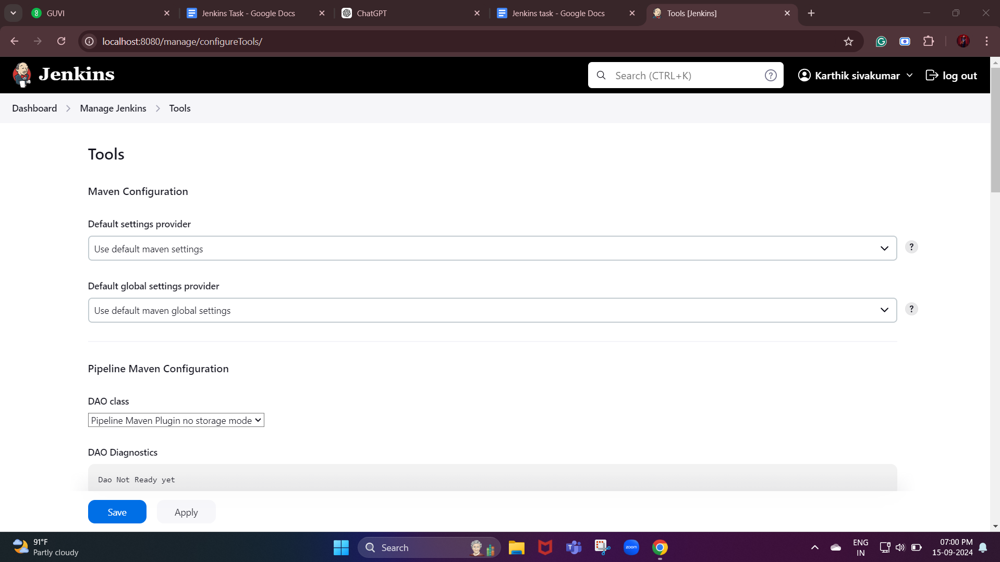 GUVI
Jenkins Task - Google Docs
ChatGPT
Jenkins task - Google Docs
Tools [Jenkins]
localhost:8080/manage/configureTools/
Jenkins
Search (CTRL+K)
?
Karthik sivakumar
log out
Dashboard
Manage Jenkins
Tools
Tools
Maven Configuration
Default settings provider
Use default maven settings
?
Default global settings provider
Use default maven global settings
?
Pipeline Maven Configuration
DAO class
Pipeline Maven Plugin no storage mode
DAO Diagnostics
Dao Not Ready yet
Save
Apply
91°F
Partly cloudy
Search
zoom
ENG
IN
07:00 PM
15-09-2024